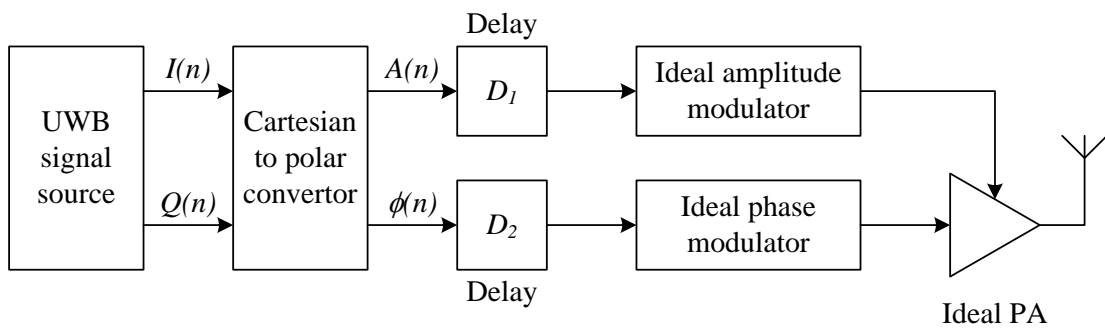 UWB
signal
source
I(n)
Q(n)
Cartesian
to polar
convertor
A(n)
ϕ(n)
Delay
D₁
D₂
Delay
Ideal amplitude
modulator
Ideal phase
modulator
Ideal PA